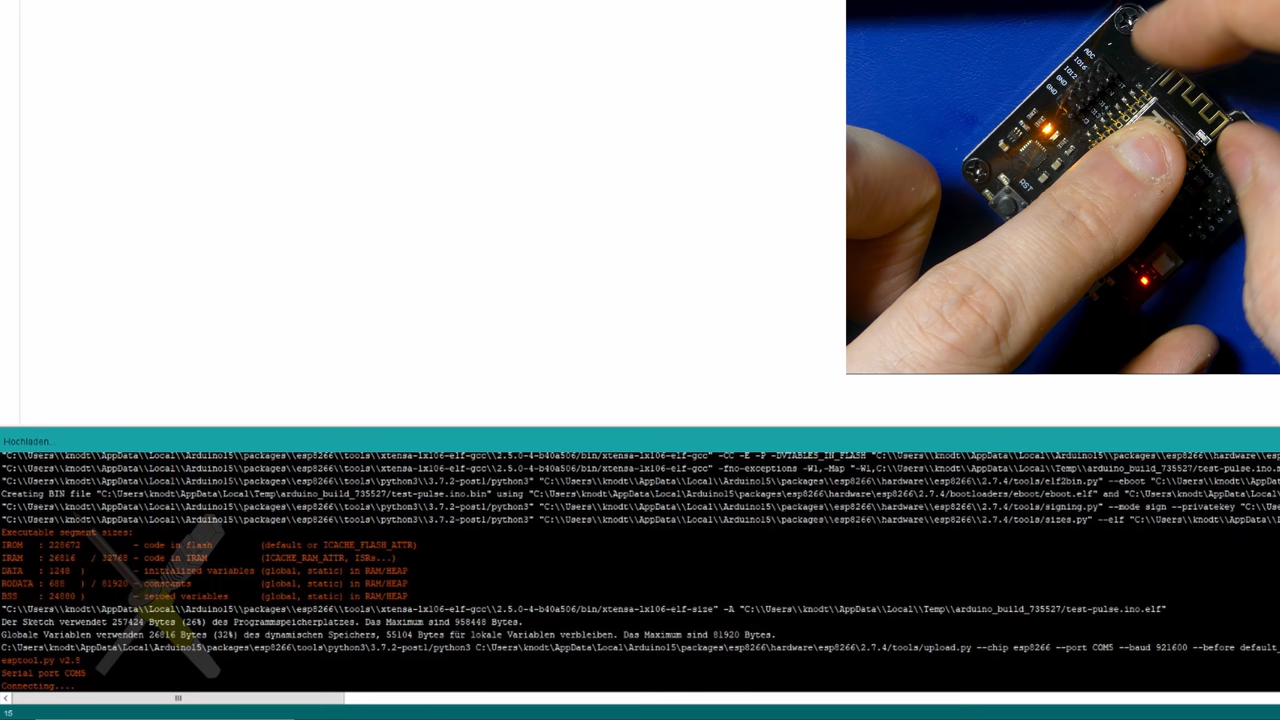 ADC
IO16
IO12
GND
GND
RST
Hochladen...
"C:\\Users\\knodt\\AppData\\Local\\Arduino15\\packages\\esp8266\\tools\\xtensa-lx106-elf-gcc\\2.5.0-4-b40a506/bin/xtensa-lx106-elf-gcc" -CC -E -P -DVTABLES_IN_FLASH "C:\\Users\\knodt\\AppData\\Local\\Arduino15\\packages\\esp8266\\hardware\\esp
"C:\\Users\\knodt\\AppData\\Local\\Arduino15\\packages\\esp8266\\tools\\xtensa-lx106-elf-gcc\\2.5.0-4-b40a506/bin/xtensa-lx106-elf-gcc" -fno-exceptions -Wl,-Map "-Wl,C:\\Users\\knodt\\AppData\\Local\\Temp\\arduino_build_735527/test-pulse.ino.m
"C:\\Users\\knodt\\AppData\\Local\\Arduino15\\packages\\esp8266\\tools\\python3\\3.7.2-post1/python3" "C:\\Users\\knodt\\AppData\\Local\\Arduino15\\packages\\esp8266\\hardware\\esp8266\\2.7.4/tools/elf2bin.py" --eboot "C:\\Users\\knodt\\AppDat
Creating BIN file "C:\Users\knodt\AppData\Local\Temp\arduino_build_735527/test-pulse.ino.bin" using "C:\Users\knodt\AppData\Local\Arduino15\packages\esp8266\hardware\esp8266\2.7.4/bootloaders/eboot/eboot.elf" and "C:\Users\knodt\AppData\Local\
"C:\\Users\\knodt\\AppData\\Local\\Arduino15\\packages\\esp8266\\tools\\python3\\3.7.2-post1/python3" "C:\\Users\\knodt\\AppData\\Local\\Arduino15\\packages\\esp8266\\hardware\\esp8266\\2.7.4/tools/signing.py" --mode sign --privatekey "C:\\Use
"C:\\Users\\knodt\\AppData\\Local\\Arduino15\\packages\\esp8266\\tools\\python3\\3.7.2-post1/python3" "C:\\Users\\knodt\\AppData\\Local\\Arduino15\\packages\\esp8266\\hardware\\esp8266\\2.7.4/tools/sizes.py" --elf "C:\\Users\\knodt\\AppData\\L
Executable segment sizes:
IROM : 228672 - code in flash (default or ICACHE_FLASH_ATTR)
IRAM : 26816 / 32768 - code in IRAM (ICACHE_RAM_ATTR, ISRs...)
DATA : 1248 ) - initialized variables (global, static) in RAM/HEAP
RODATA : 688 ) / 81920 - constants (global, static) in RAM/HEAP
BSS : 24880 ) - zeroed variables (global, static) in RAM/HEAP
"C:\\Users\\knodt\\AppData\\Local\\Arduino15\\packages\\esp8266\\tools\\xtensa-lx106-elf-gcc\\2.5.0-4-b40a506/bin/xtensa-lx106-elf-size" -A "C:\\Users\\knodt\\AppData\\Local\\Temp\\arduino_build_735527/test-pulse.ino.elf"
Der Sketch verwendet 257424 Bytes (26%) des Programmspeicherplatzes. Das Maximum sind 958448 Bytes.
Globale Variablen verwenden 26816 Bytes (32%) des dynamischen Speichers, 55104 Bytes für lokale Variablen verbleiben. Das Maximum sind 81920 Bytes.
C:\Users\knodt\AppData\Local\Arduino15\packages\esp8266\tools\python3\3.7.2-post1/python3 C:\Users\knodt\AppData\Local\Arduino15\packages\esp8266\hardware\esp8266\2.7.4/tools/upload.py --chip esp8266 --port COM5 --baud 921600 --before default_
esptool.py v2.8
Serial port COM5
Connecting....
15